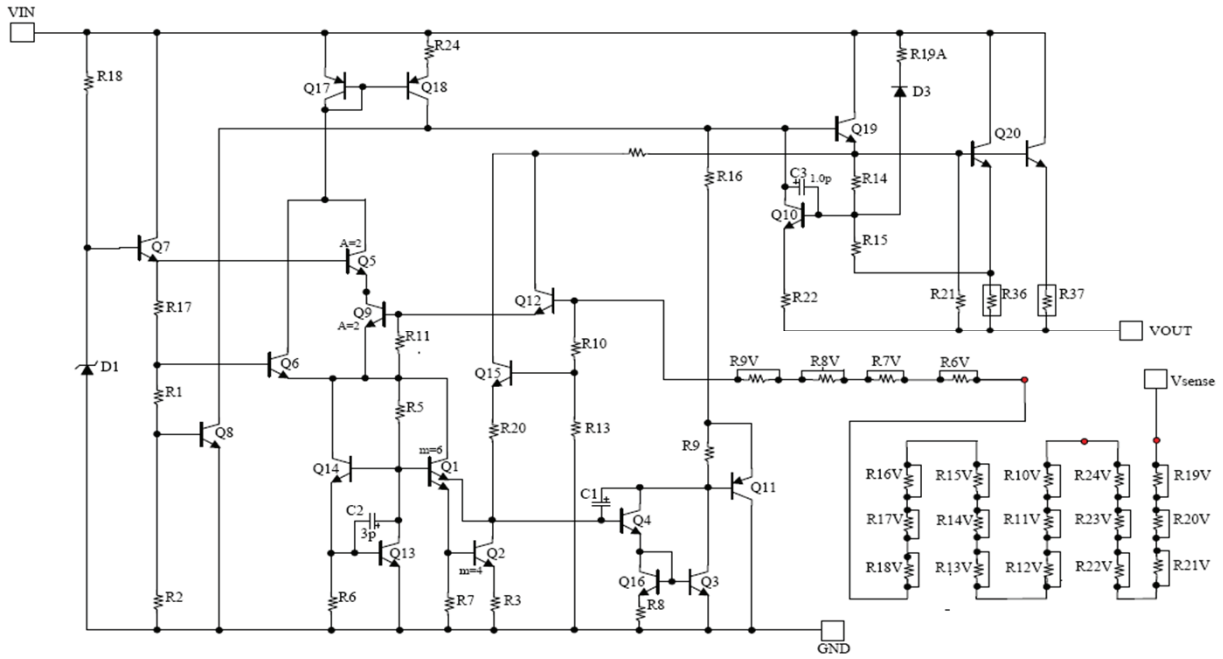 VIN
R24
R18
R19A
Q17
Q18
D3
Q19
Q20
C3 1.0p
R14
R16
Q10
R15
Q7
A=2
Q5
R17
Q12
R22
R21
R36
R37
Q9
A=2
R11
R10
VOUT
D1
Q6
Q15
R9V
R8V
R7V
R6V
Vsense
R1
R5
R20
R13
Q8
m=6
R9
Q14
Q1
Q11
R16V
R15V
R10V
R24V
R19V
C1
C2
3p
Q4
R17V
R14V
R11V
R23V
R20V
Q13
Q2
m=4
Q16
Q3
R18V
R13V
R12V
R22V
R21V
R2
R6
R7
R3
R8
GND